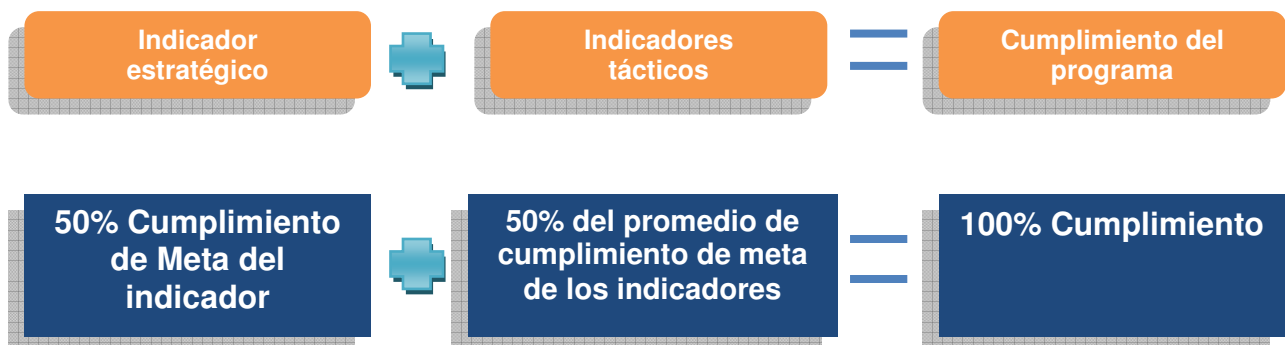 Indicador
estratégico
Indicadores
tácticos
Cumplimiento del
programa
50% Cumplimiento
de Meta del
indicador
50% del promedio de
cumplimiento de meta
de los indicadores
100% Cumplimiento